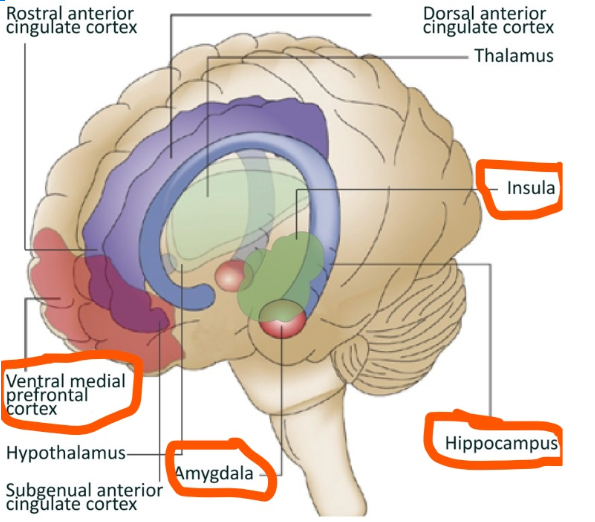 Rostral anterior
cingulate cortex
Dorsal anterior
cingulate cortex
Thalamus
Insula
Ventral medial
prefrontal
cortex
Hippocampus
Hypothalamus
Amygdala
Subgenual anterior
cingulate cortex